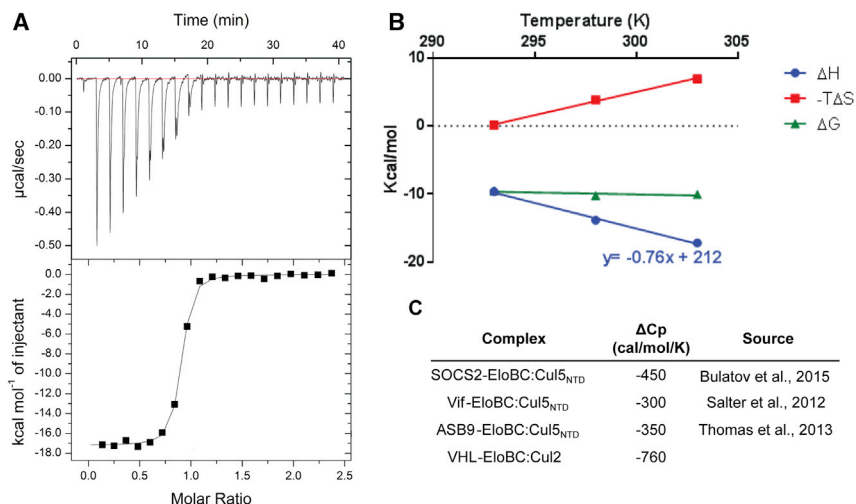 A
Time (min)
0 10 20 30 40
0.00
-0.10
-0.20
-0.30
-0.40
-0.50
µcal/sec
0.0
-2.0
-4.0
-6.0
-8.0
-10.0
-12.0
-14.0
-16.0
-18.0
kcal mol⁻¹ of injectant
0.0 0.5 1.0 1.5 2.0 2.5
Molar Ratio
B
Temperature (K)
290 295 300 305
10
0
-10
-20
Kcal/mol
ΔH
-TΔS
ΔG
y= -0.76x + 212
C
Complex ΔCp (cal/mol/K) Source
SOCS2-EloBC:Cul5NTD -450 Bulatov et al., 2015
Vif-EloBC:Cul5NTD -300 Salter et al., 2012
ASB9-EloBC:Cul5NTD -350 Thomas et al., 2013
VHL-EloBC:Cul2 -760